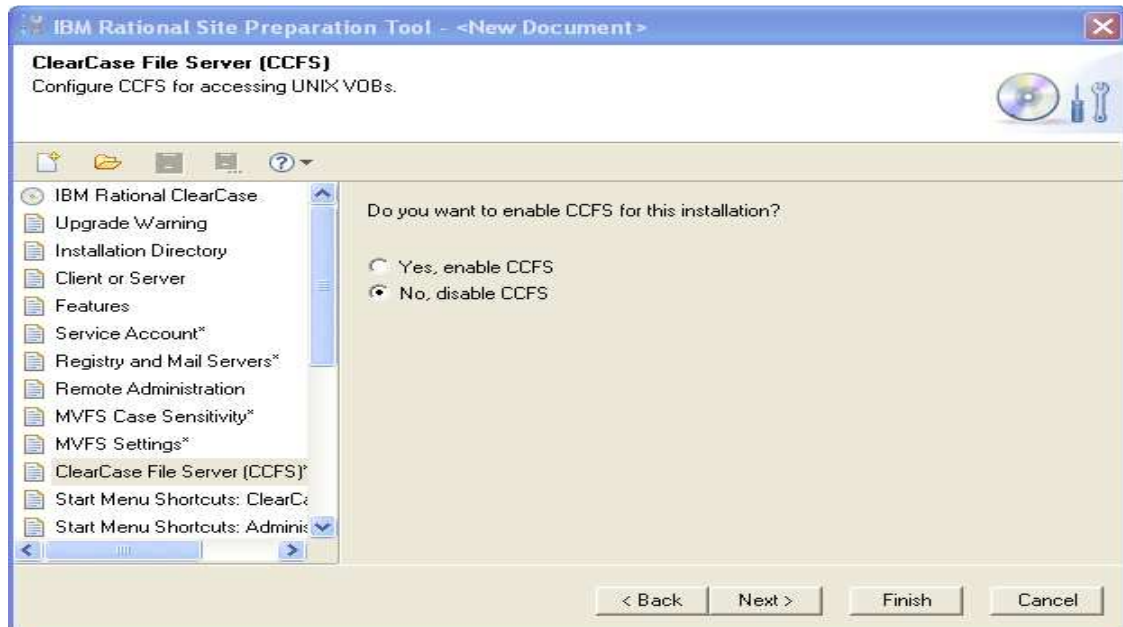 IBM Rational Site Preparation Tool - <New Document>
ClearCase File Server (CCFS)
Configure CCFS for accessing UNIX VOBs.
IBM Rational ClearCase
Upgrade Warning
Installation Directory
Client or Server
Features
Service Account*
Registry and Mail Servers*
Remote Administration
MVFS Case Sensitivity*
MVFS Settings*
ClearCase File Server (CCFS)*
Start Menu Shortcuts: ClearCa
Start Menu Shortcuts: Adminis
Do you want to enable CCFS for this installation?
Yes, enable CCFS
No, disable CCFS
< Back
Next >
Finish
Cancel